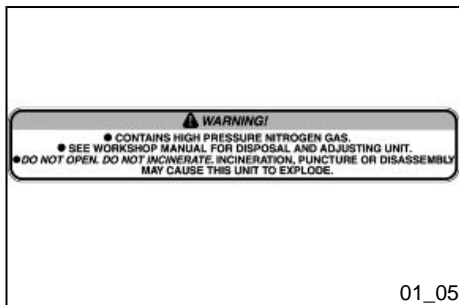 WARNING!
● CONTAINS HIGH PRESSURE NITROGEN GAS.
● SEE WORKSHOP MANUAL FOR DISPOSAL AND ADJUSTING UNIT.
● DO NOT OPEN. DO NOT INCINERATE. INCINERATION, PUNCTURE OR DISASSEMBLY
MAY CAUSE THIS UNIT TO EXPLODE.
01_05